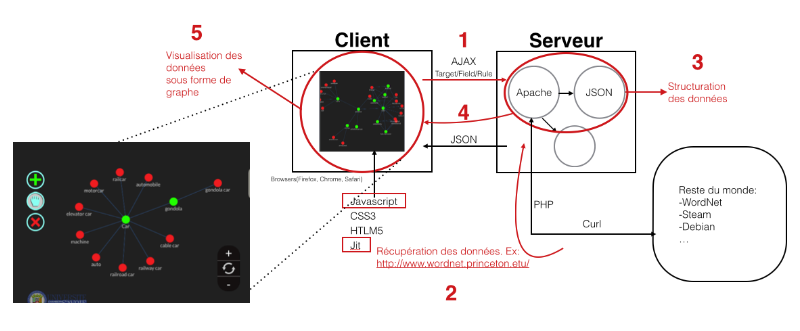 5
Visualisation des
données
sous forme de
graphe
Client
1
AJAX
Target/Field/Rule
Serveur
3
Structuration
des données
Apache
JSON
4
JSON
Browsers(Firefox, Chrome, Safari)
Javascript
CSS3
HTLM5
Jit
PHP
Curl
Reste du monde:
-WordNet
-Steam
-Debian
...
Récupération des données. Ex:
http://www.wordnet.princeton.etu/
2
railcar
automobile
motorcar
gondola car
gondola
elevator car
Car
machine
cable car
auto
railway car
railroad car
+
-